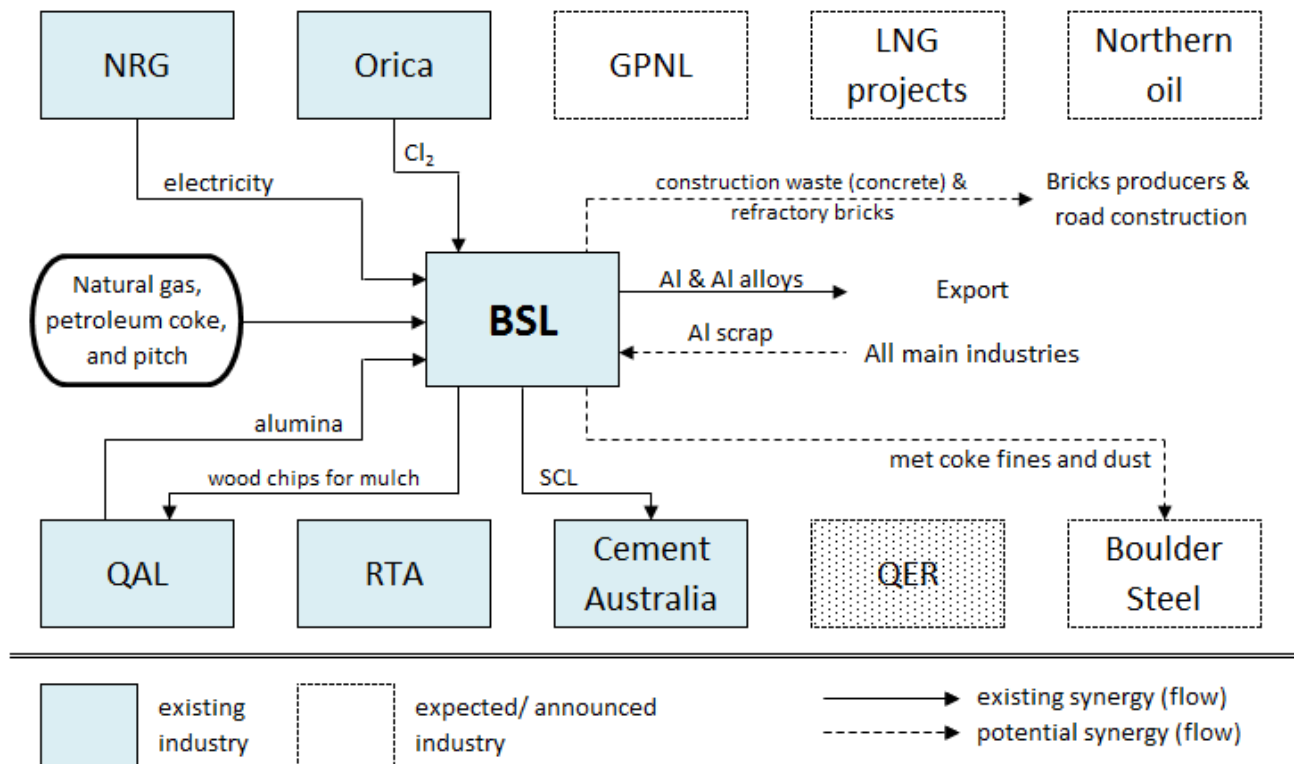 NRG
Orica
GPNL
LNG
projects
Northern
oil
Cl₂
electricity
construction waste (concrete) &
refractory bricks
Bricks producers &
road construction
Natural gas,
petroleum coke,
and pitch
BSL
Al & Al alloys
Export
Al scrap
All main industries
alumina
wood chips for mulch
SCL
met coke fines and dust
QAL
RTA
Cement
Australia
QER
Boulder
Steel
existing
industry
expected/ announced
industry
existing synergy (flow)
potential synergy (flow)